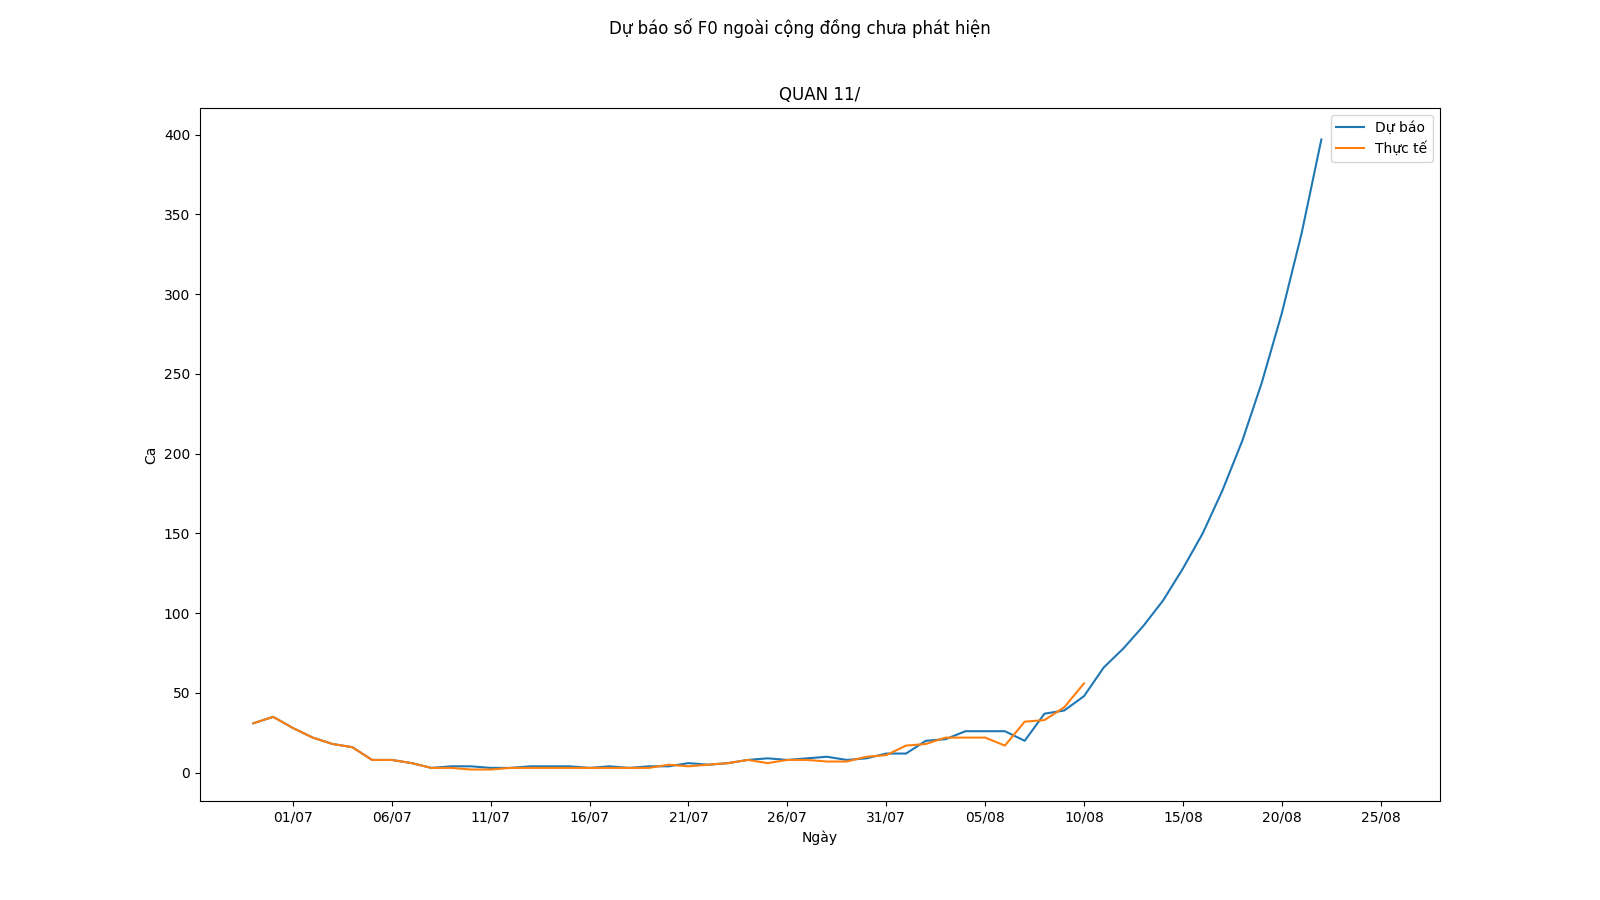 Dự báo số F0 ngoài cộng đồng chưa phát hiện
QUAN 11/
Dự báo
Thực tế
400
350
300
250
200
150
100
50
0
Ca
01/07 06/07 11/07 16/07 21/07 26/07 31/07 05/08 10/08 15/08 20/08 25/08
Ngày